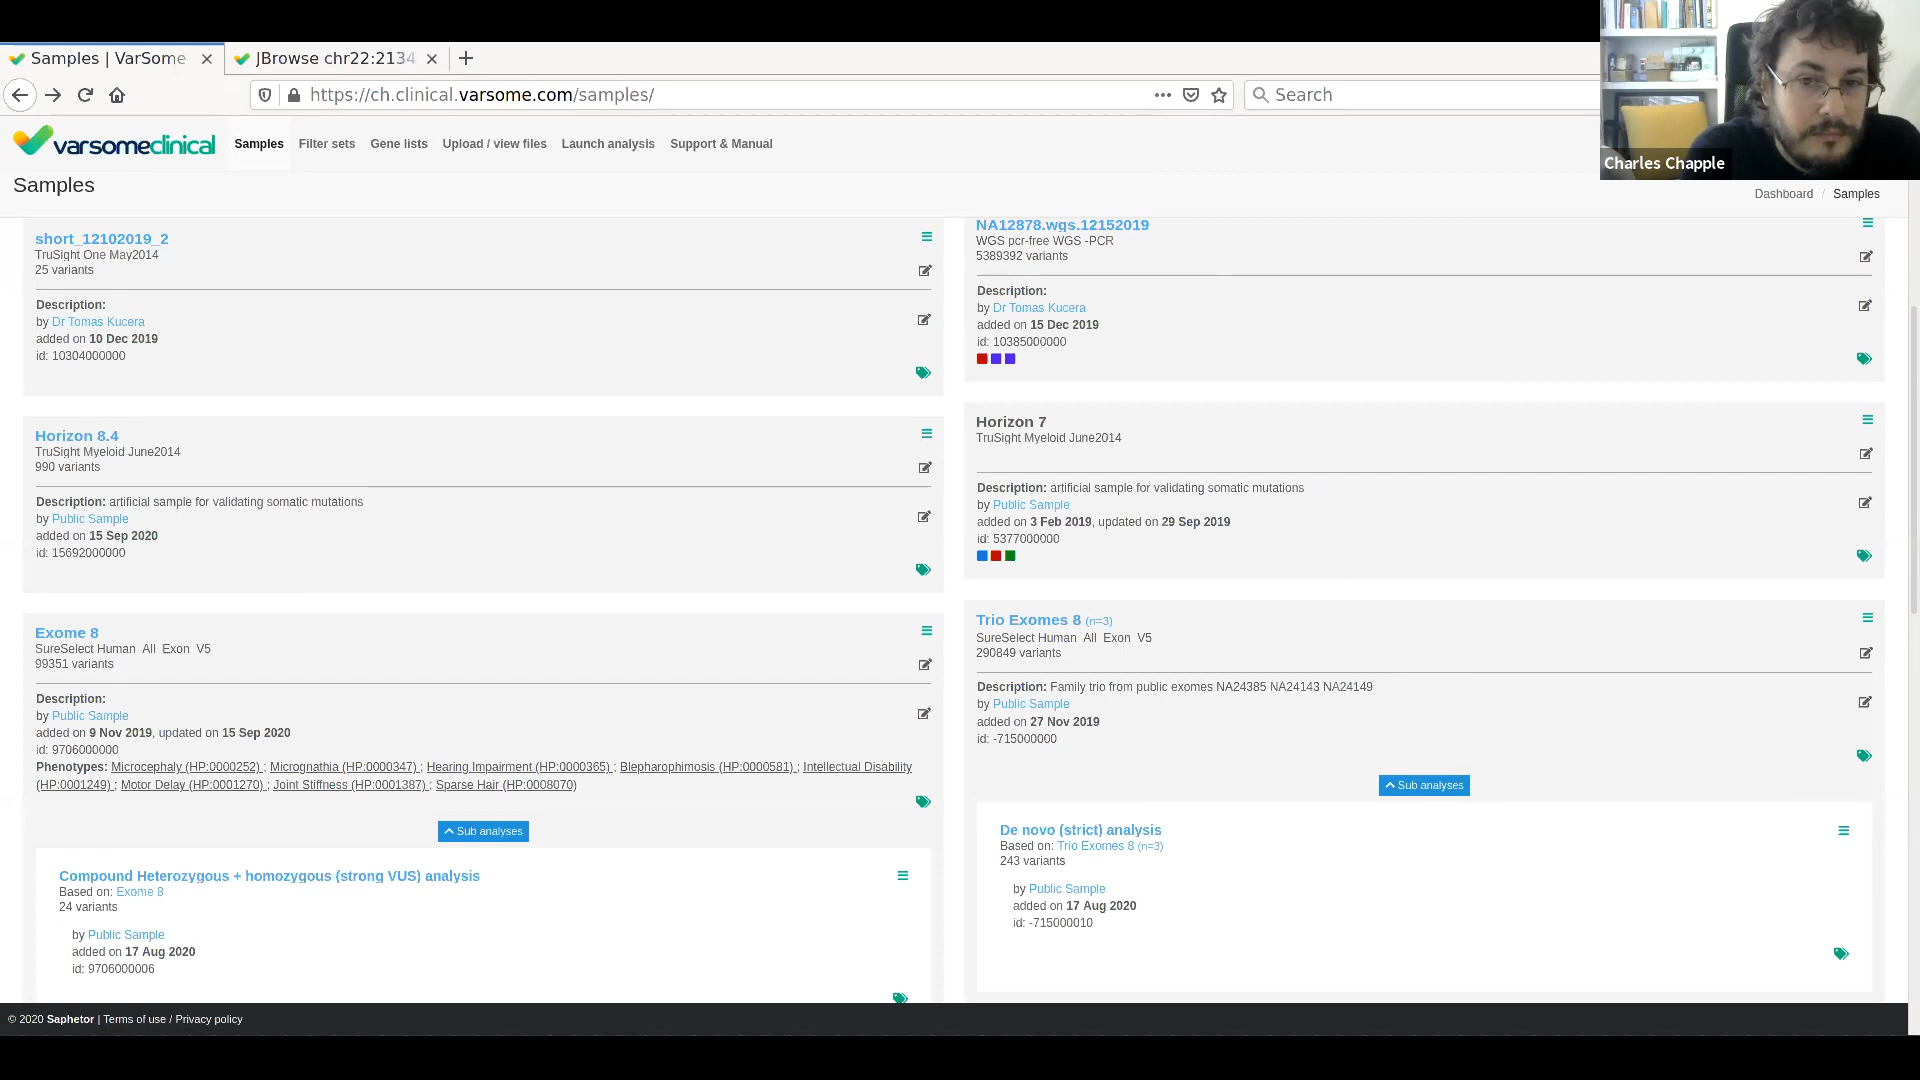 Samples | VarSome
JBrowse chr22:2134
https://ch.clinical.varsome.com/samples/
Search
Charles Chapple
varsomeclinical
Samples
Filter sets
Gene lists
Upload / view files
Launch analysis
Support & Manual
Samples
Dashboard / Samples
short_12102019_2
TruSight One May2014
25 variants
Description:
by Dr Tomas Kucera
added on 10 Dec 2019
id: 10304000000
NA12878.wgs.12152019
WGS pcr-free WGS -PCR
5389392 variants
Description:
by Dr Tomas Kucera
added on 15 Dec 2019
id: 10385000000
Horizon 8.4
TruSight Myeloid June2014
990 variants
Description: artificial sample for validating somatic mutations
by Public Sample
added on 15 Sep 2020
id: 15692000000
Horizon 7
TruSight Myeloid June2014
Description: artificial sample for validating somatic mutations
by Public Sample
added on 3 Feb 2019, updated on 29 Sep 2019
id: 5377000000
Exome 8
SureSelect Human All Exon V5
99351 variants
Description:
by Public Sample
added on 9 Nov 2019, updated on 15 Sep 2020
id: 9706000000
Phenotypes: Microcephaly (HP:0000252) ; Micrognathia (HP:0000347) ; Hearing Impairment (HP:0000365) ; Blepharophimosis (HP:0000581) ; Intellectual Disability
(HP:0001249) ; Motor Delay (HP:0001270) ; Joint Stiffness (HP:0001387) ; Sparse Hair (HP:0008070)
Sub analyses
Compound Heterozygous + homozygous (strong VUS) analysis
Based on: Exome 8
24 variants
by Public Sample
added on 17 Aug 2020
id: 9706000006
Trio Exomes 8 (n=3)
SureSelect Human All Exon V5
290849 variants
Description: Family trio from public exomes NA24385 NA24143 NA24149
by Public Sample
added on 27 Nov 2019
id: -715000000
Sub analyses
De novo (strict) analysis
Based on: Trio Exomes 8 (n=3)
243 variants
by Public Sample
added on 17 Aug 2020
id: -715000010
© 2020 Saphetor | Terms of use / Privacy policy